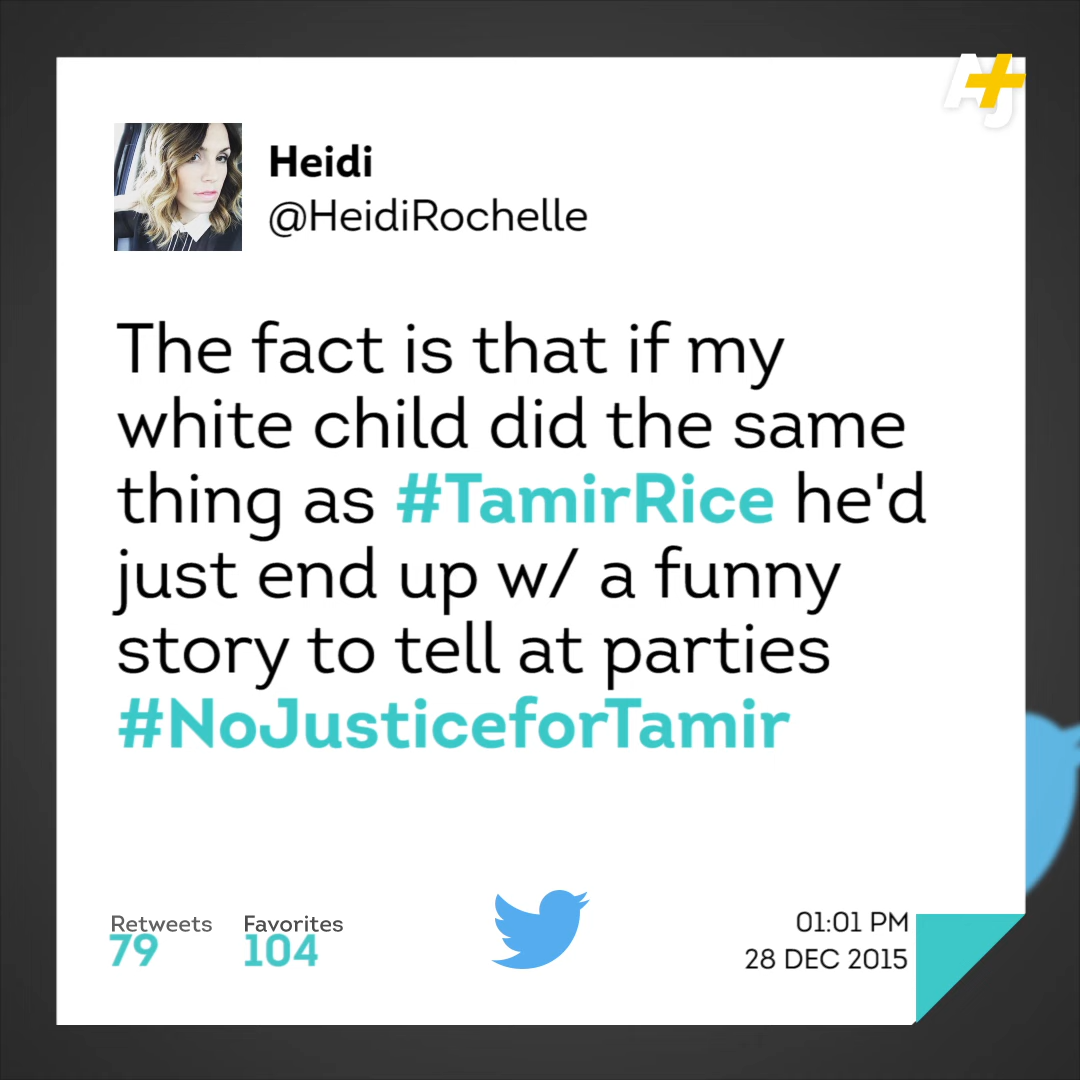 AJ+
Heidi
@HeidiRochelle
The fact is that if my
white child did the same
thing as #TamirRice he'd
just end up w/ a funny
story to tell at parties
#NoJusticeforTamir
Retweets Favorites
79 104
01:01 PM
28 DEC 2015